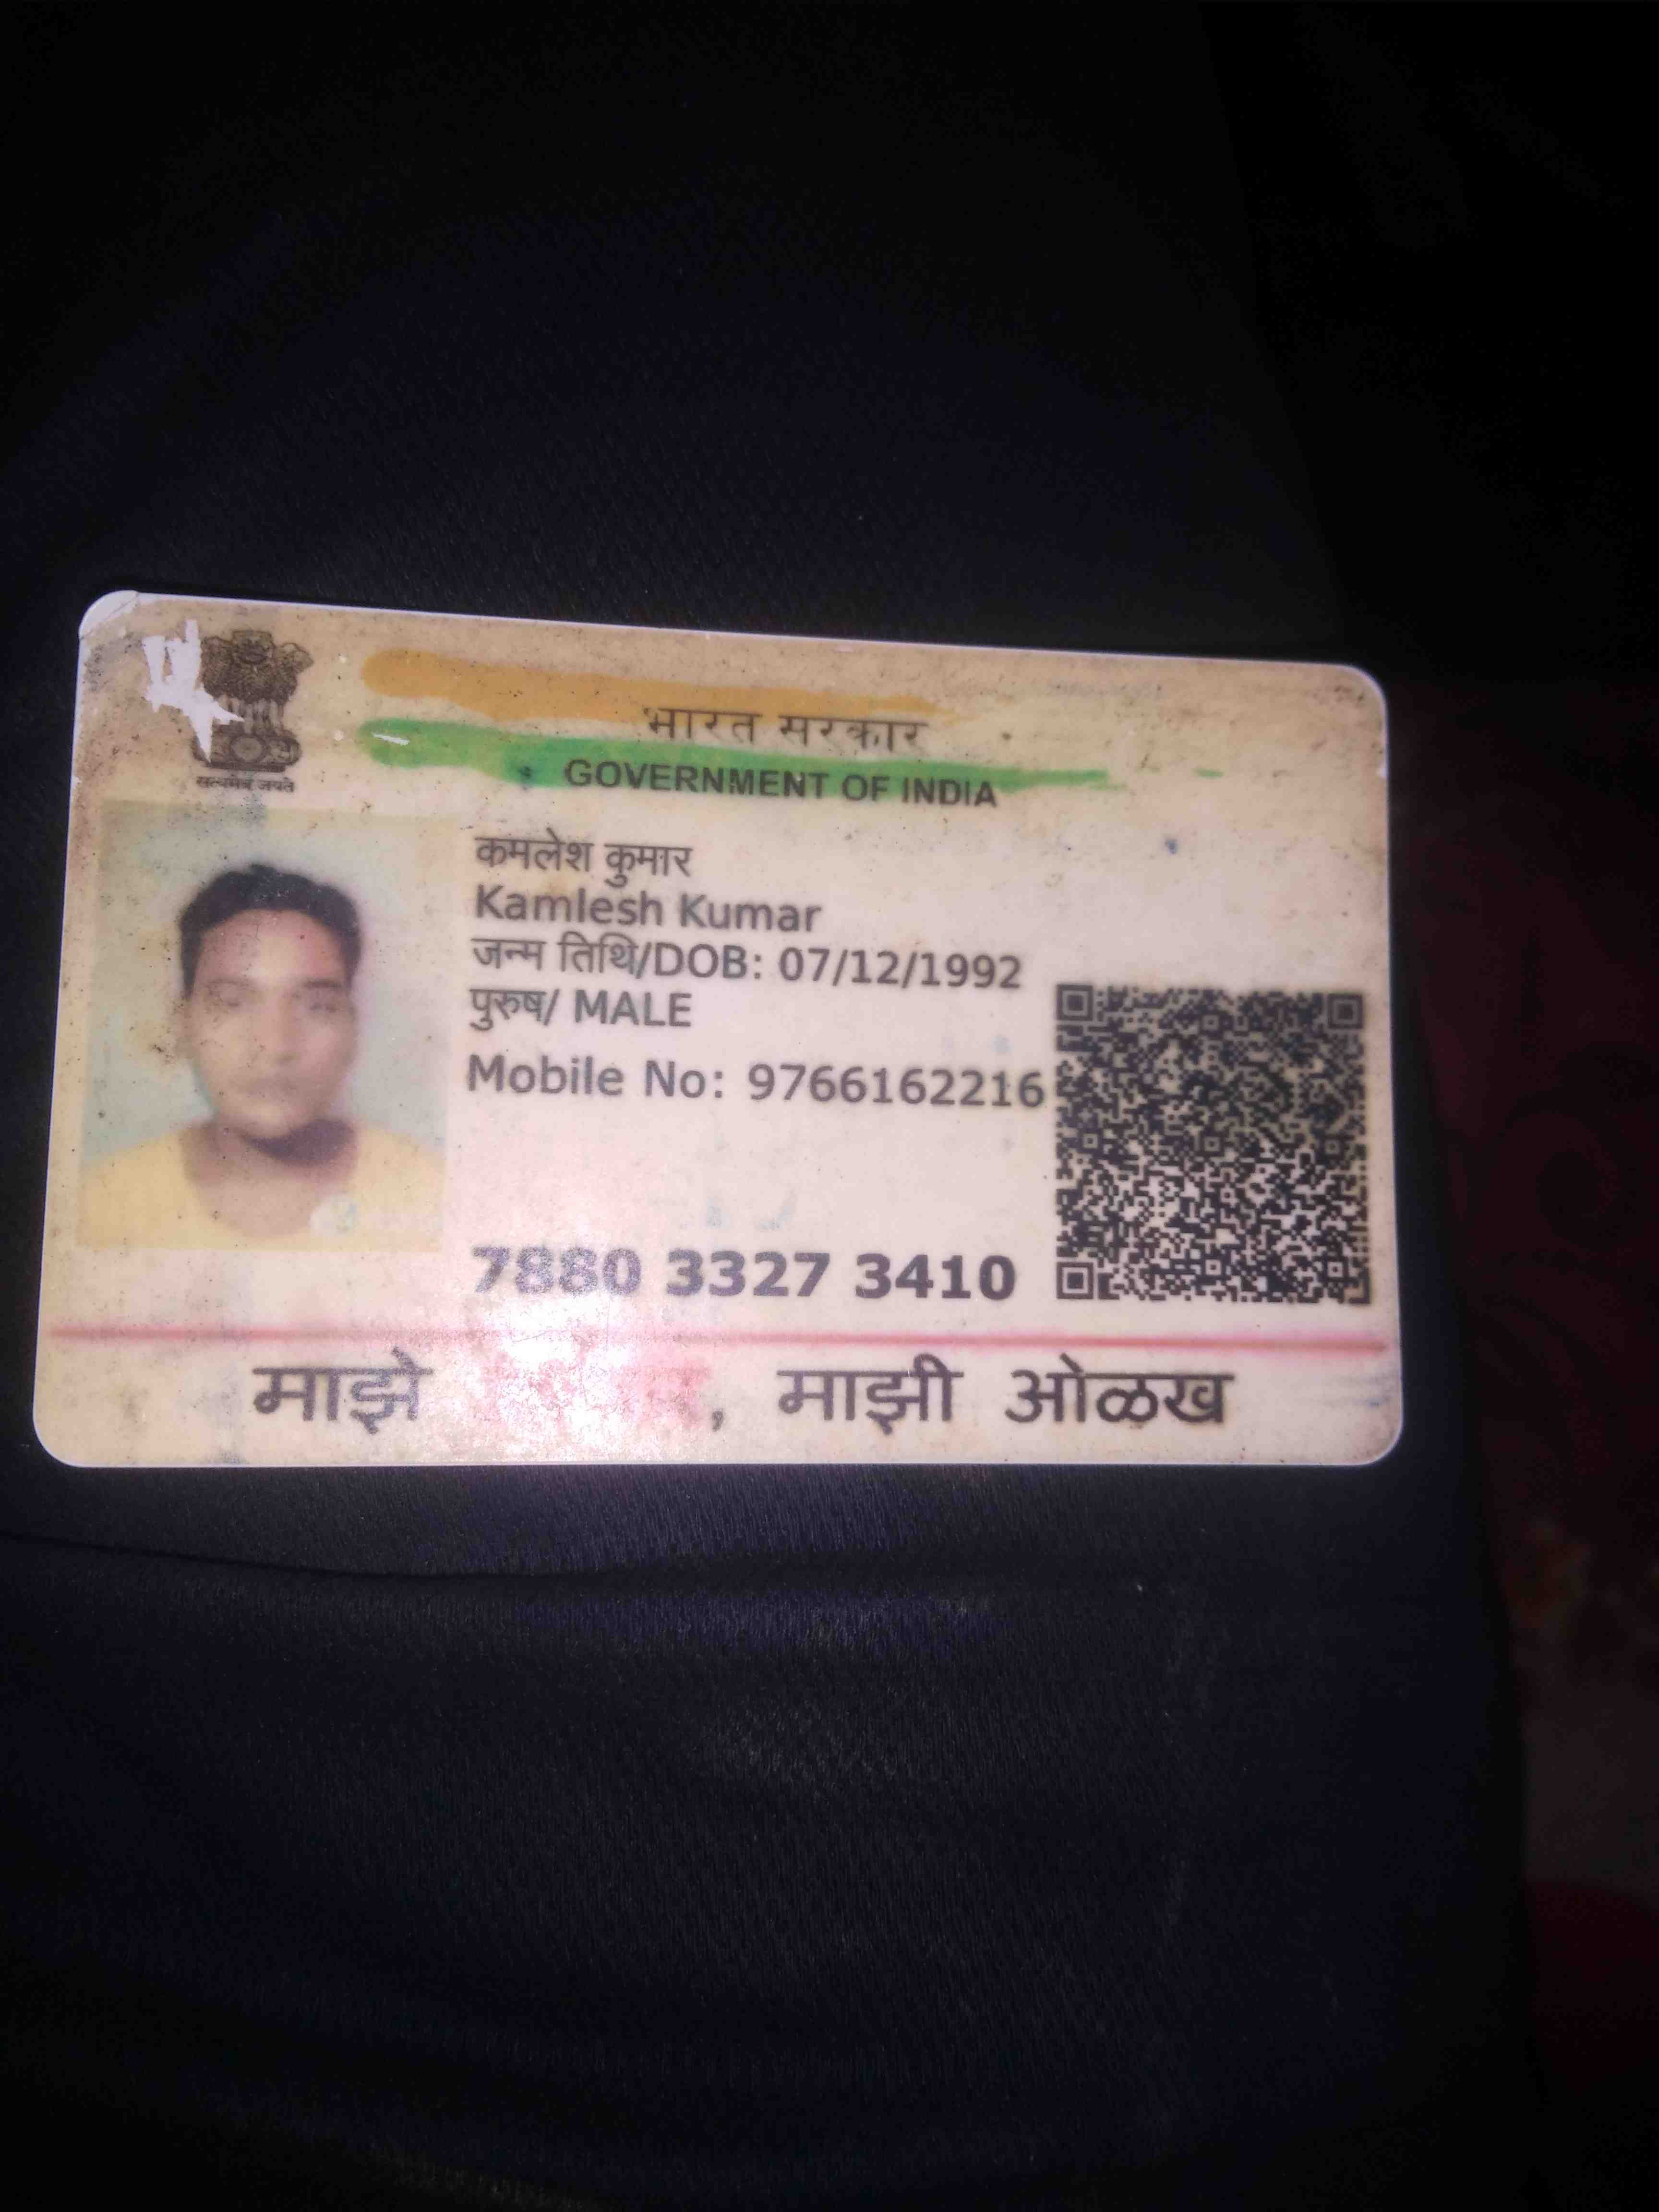 सत्यमेव जयते
भारत सरकार
GOVERNMENT OF INDIA
कमलेश कुमार
Kamlesh Kumar
जन्म तिथि/DOB: 07/12/1992
पुरुष/ MALE
Mobile No: 9766162216
7880 3327 3410
माझे , माझी ओळख